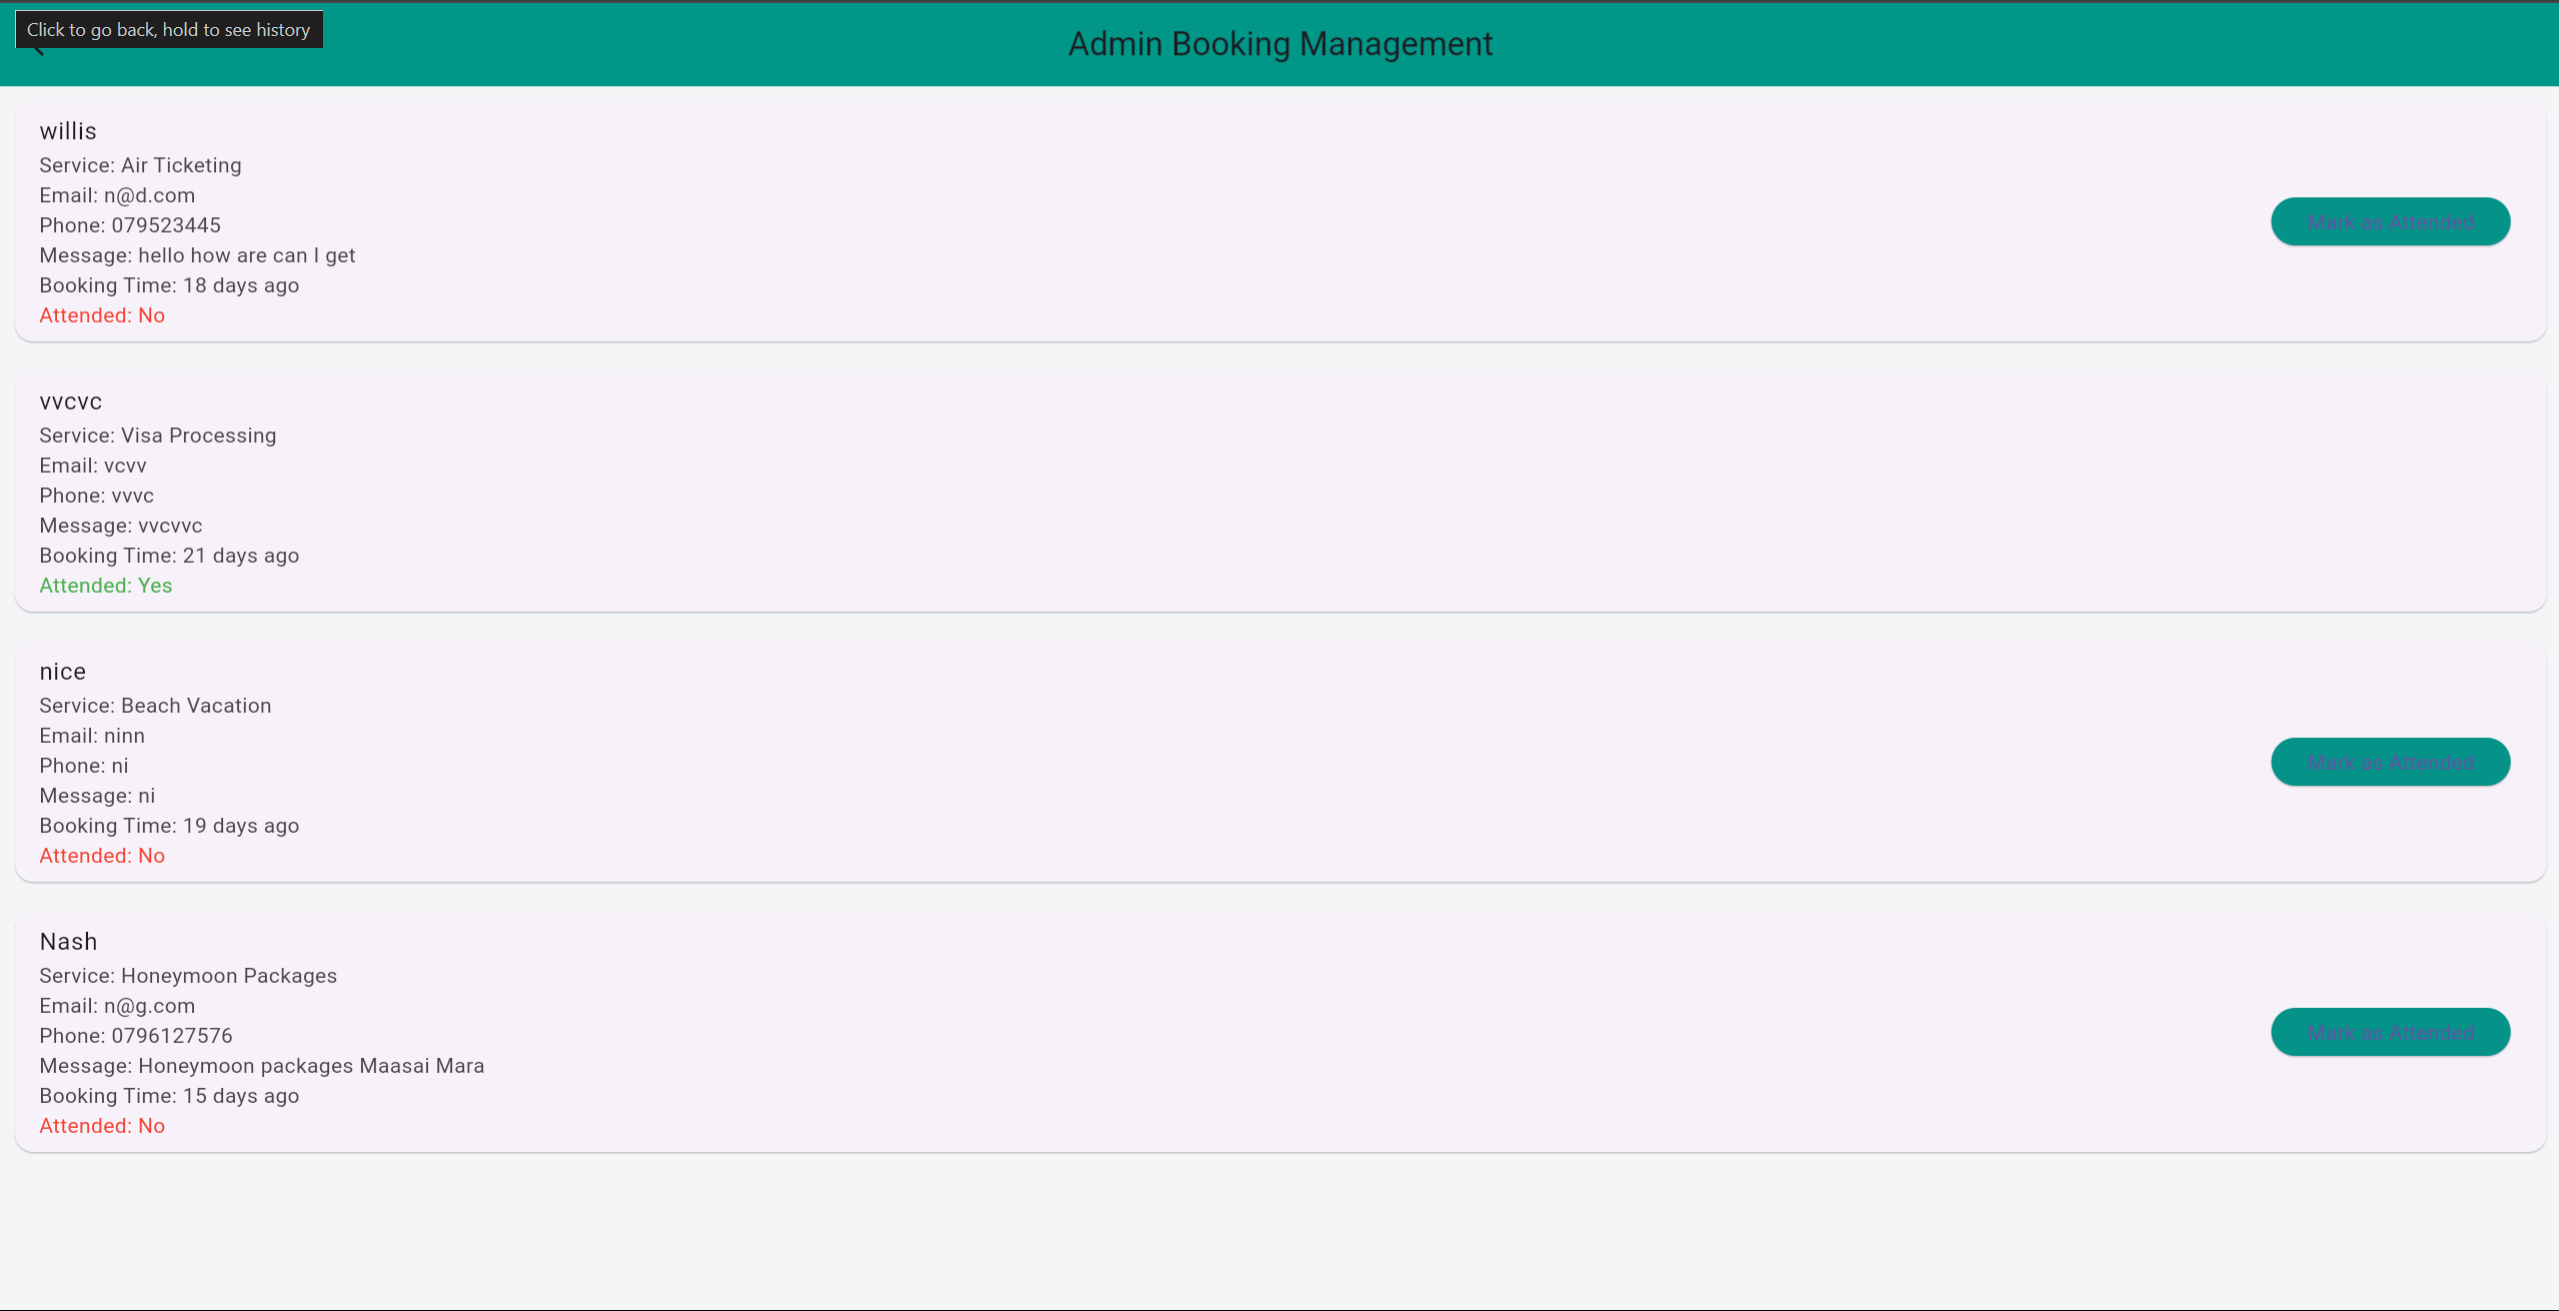 Click to go back, hold to see history
Admin Booking Management
willis
Service: Air Ticketing
Email: n@d.com
Phone: 079523445
Message: hello how are can I get
Booking Time: 18 days ago
Attended: No
Mark as Attended
vvcvc
Service: Visa Processing
Email: vcvv
Phone: vvvc
Message: vvcvvc
Booking Time: 21 days ago
Attended: Yes
nice
Service: Beach Vacation
Email: ninn
Phone: ni
Message: ni
Booking Time: 19 days ago
Attended: No
Mark as Attended
Nash
Service: Honeymoon Packages
Email: n@g.com
Phone: 0796127576
Message: Honeymoon packages Maasai Mara
Booking Time: 15 days ago
Attended: No
Mark as Attended